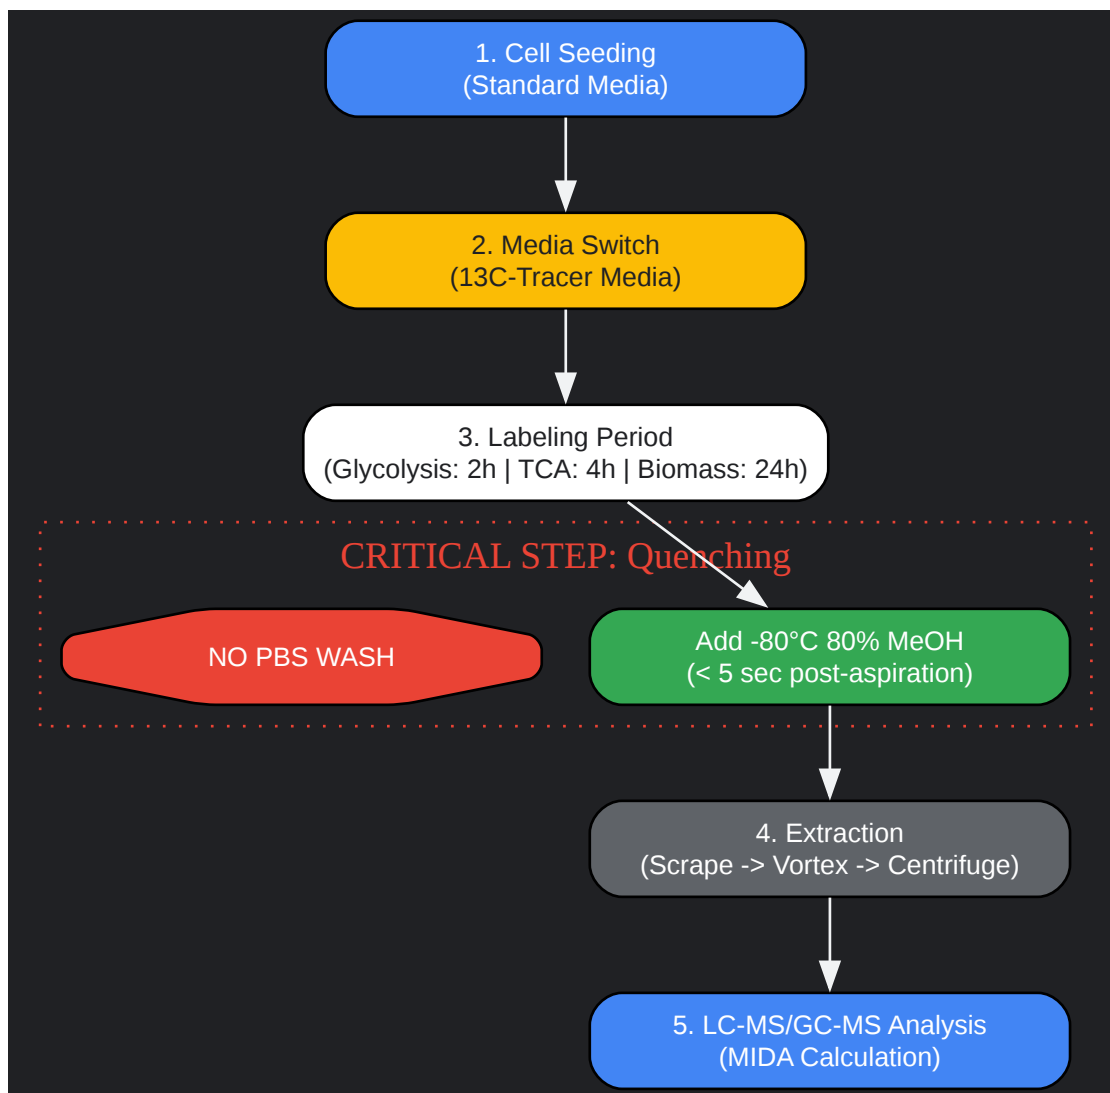 1. Cell Seeding
(Standard Media)
2. Media Switch
(13C-Tracer Media)
3. Labeling Period
(Glycolysis: 2h | TCA: 4h | Biomass: 24h)
CRITICAL STEP: Quenching
NO PBS WASH
Add -80°C 80% MeOH
(< 5 sec post-aspiration)
4. Extraction
(Scrape -> Vortex -> Centrifuge)
5. LC-MS/GC-MS Analysis
(MIDA Calculation)